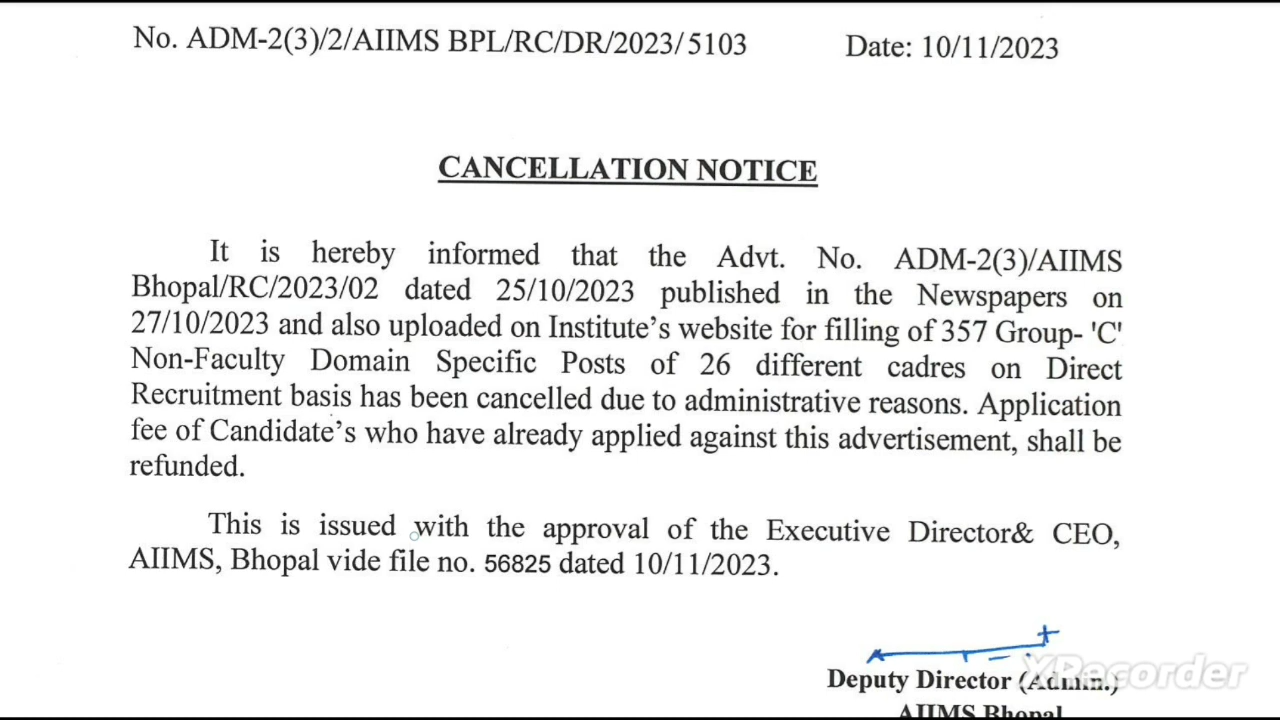 No. ADM-2(3)/2/AIIMS BPL/RC/DR/2023/5103 Date: 10/11/2023
CANCELLATION NOTICE
It is hereby informed that the Advt. No. ADM-2(3)/AIIMS
Bhopal/RC/2023/02 dated 25/10/2023 published in the Newspapers on
27/10/2023 and also uploaded on Institute's website for filling of 357 Group- 'C'
Non-Faculty Domain Specific Posts of 26 different cadres on Direct
Recruitment basis has been cancelled due to administrative reasons. Application
fee of Candidate's who have already applied against this advertisement, shall be
refunded.
This is issued with the approval of the Executive Director& CEO,
AIIMS, Bhopal vide file no. 56825 dated 10/11/2023.
Deputy Director (Admin.)
XRecorder
AIIMS Bhopal